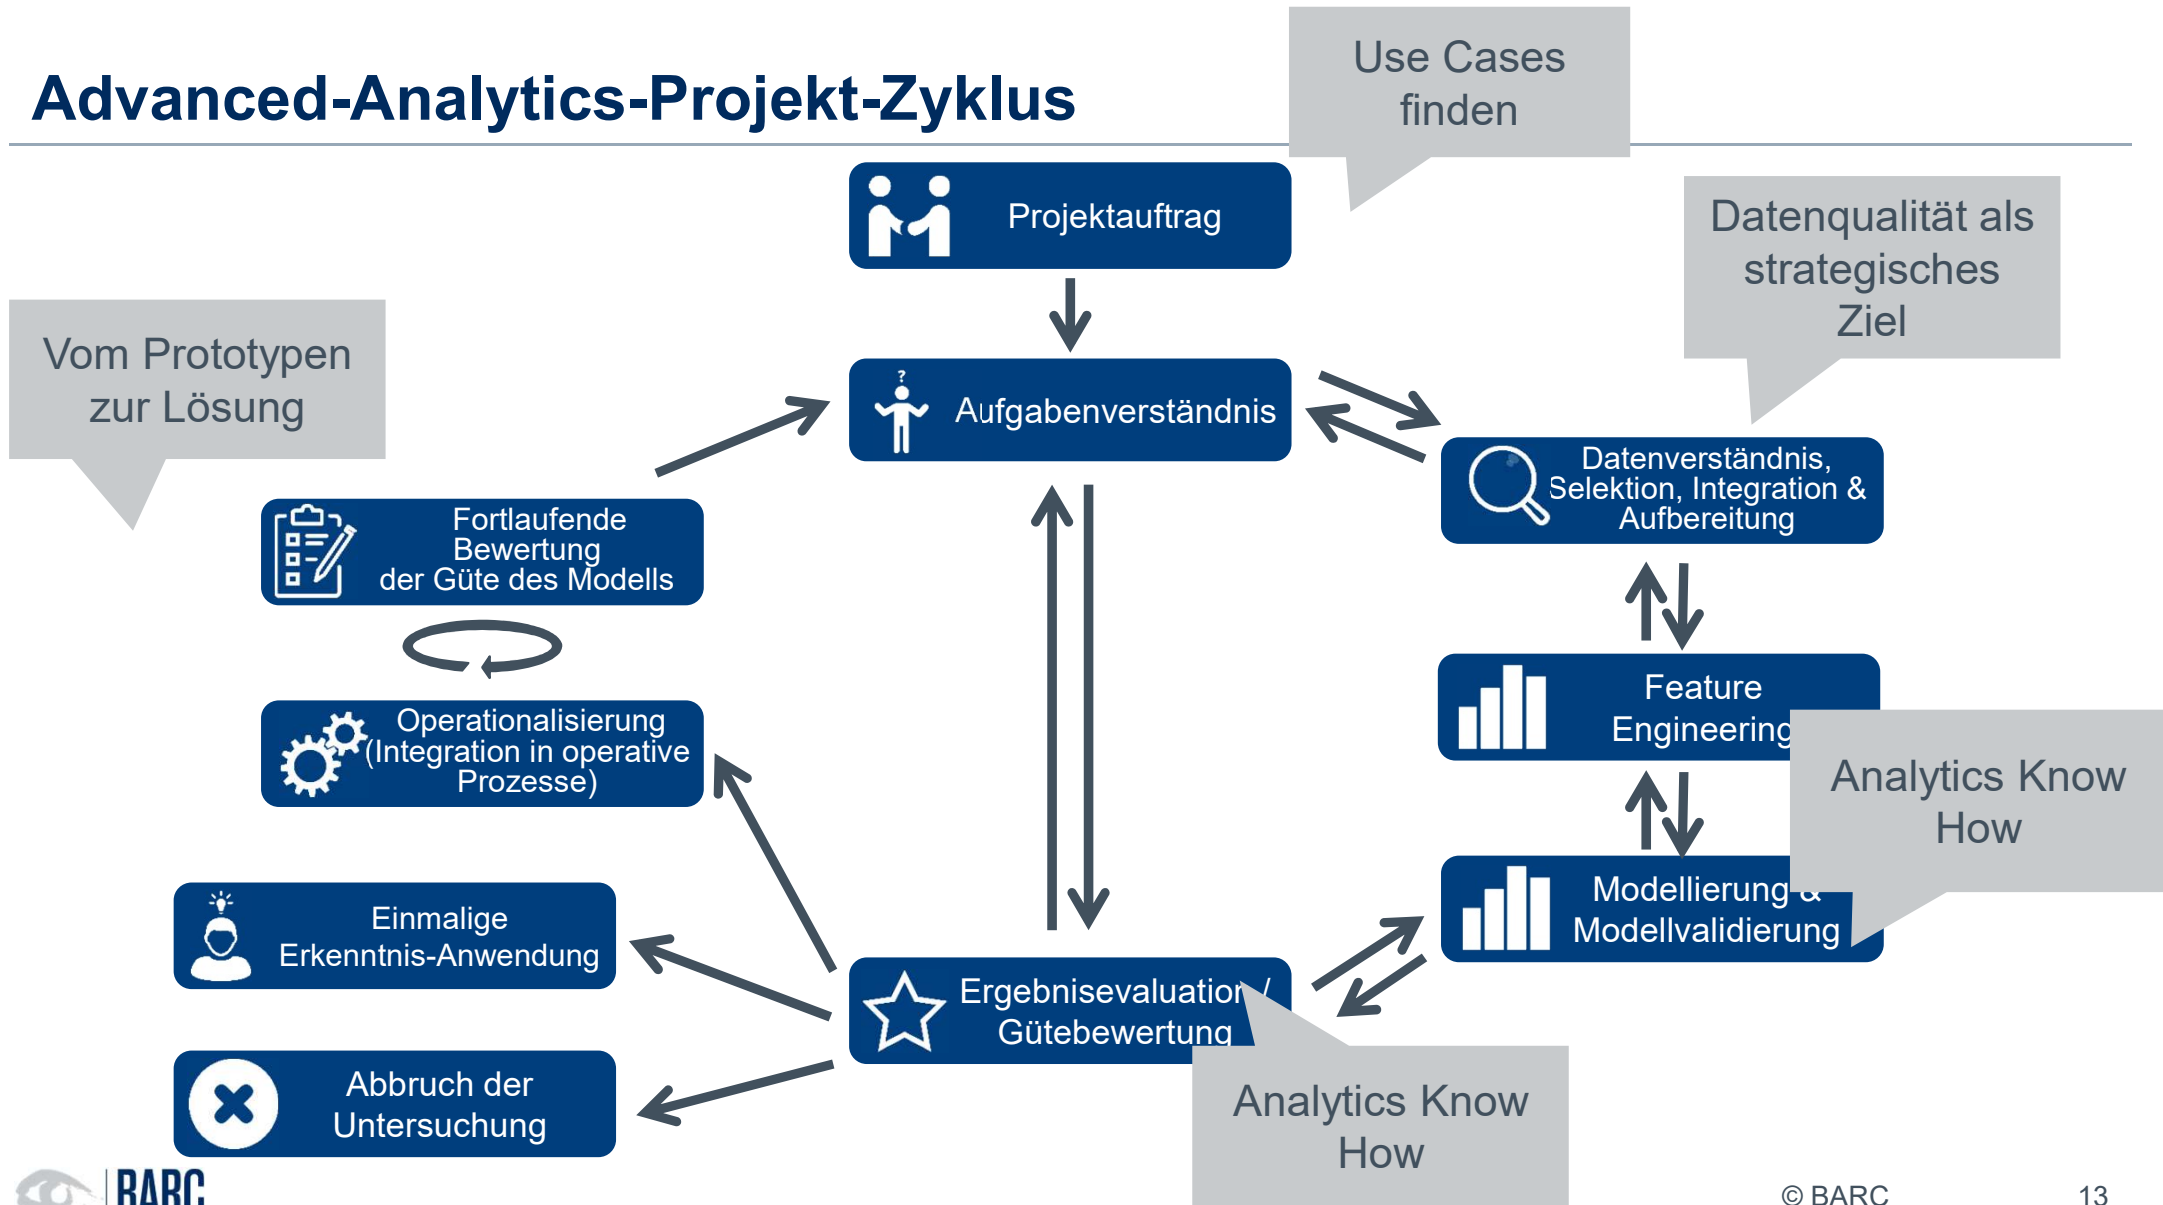 Advanced-Analytics-Projekt-Zyklus
Use Cases
finden
Projektauftrag
Datenqualität als
strategisches
Ziel
Vom Prototypen
zur Lösung
?
Aufgabenverständnis
Datenverständnis,
Selektion, Integration &
Aufbereitung
Fortlaufende
Bewertung
der Güte des Modells
Feature
Engineering
Operationalisierung
(Integration in operative
Prozesse)
Analytics Know
How
Modellierung &
Modellvalidierung
Einmalige
Erkenntnis-Anwendung
Ergebnisevaluation /
Gütebewertung
Abbruch der
Untersuchung
Analytics Know
How
BARC
© BARC
13